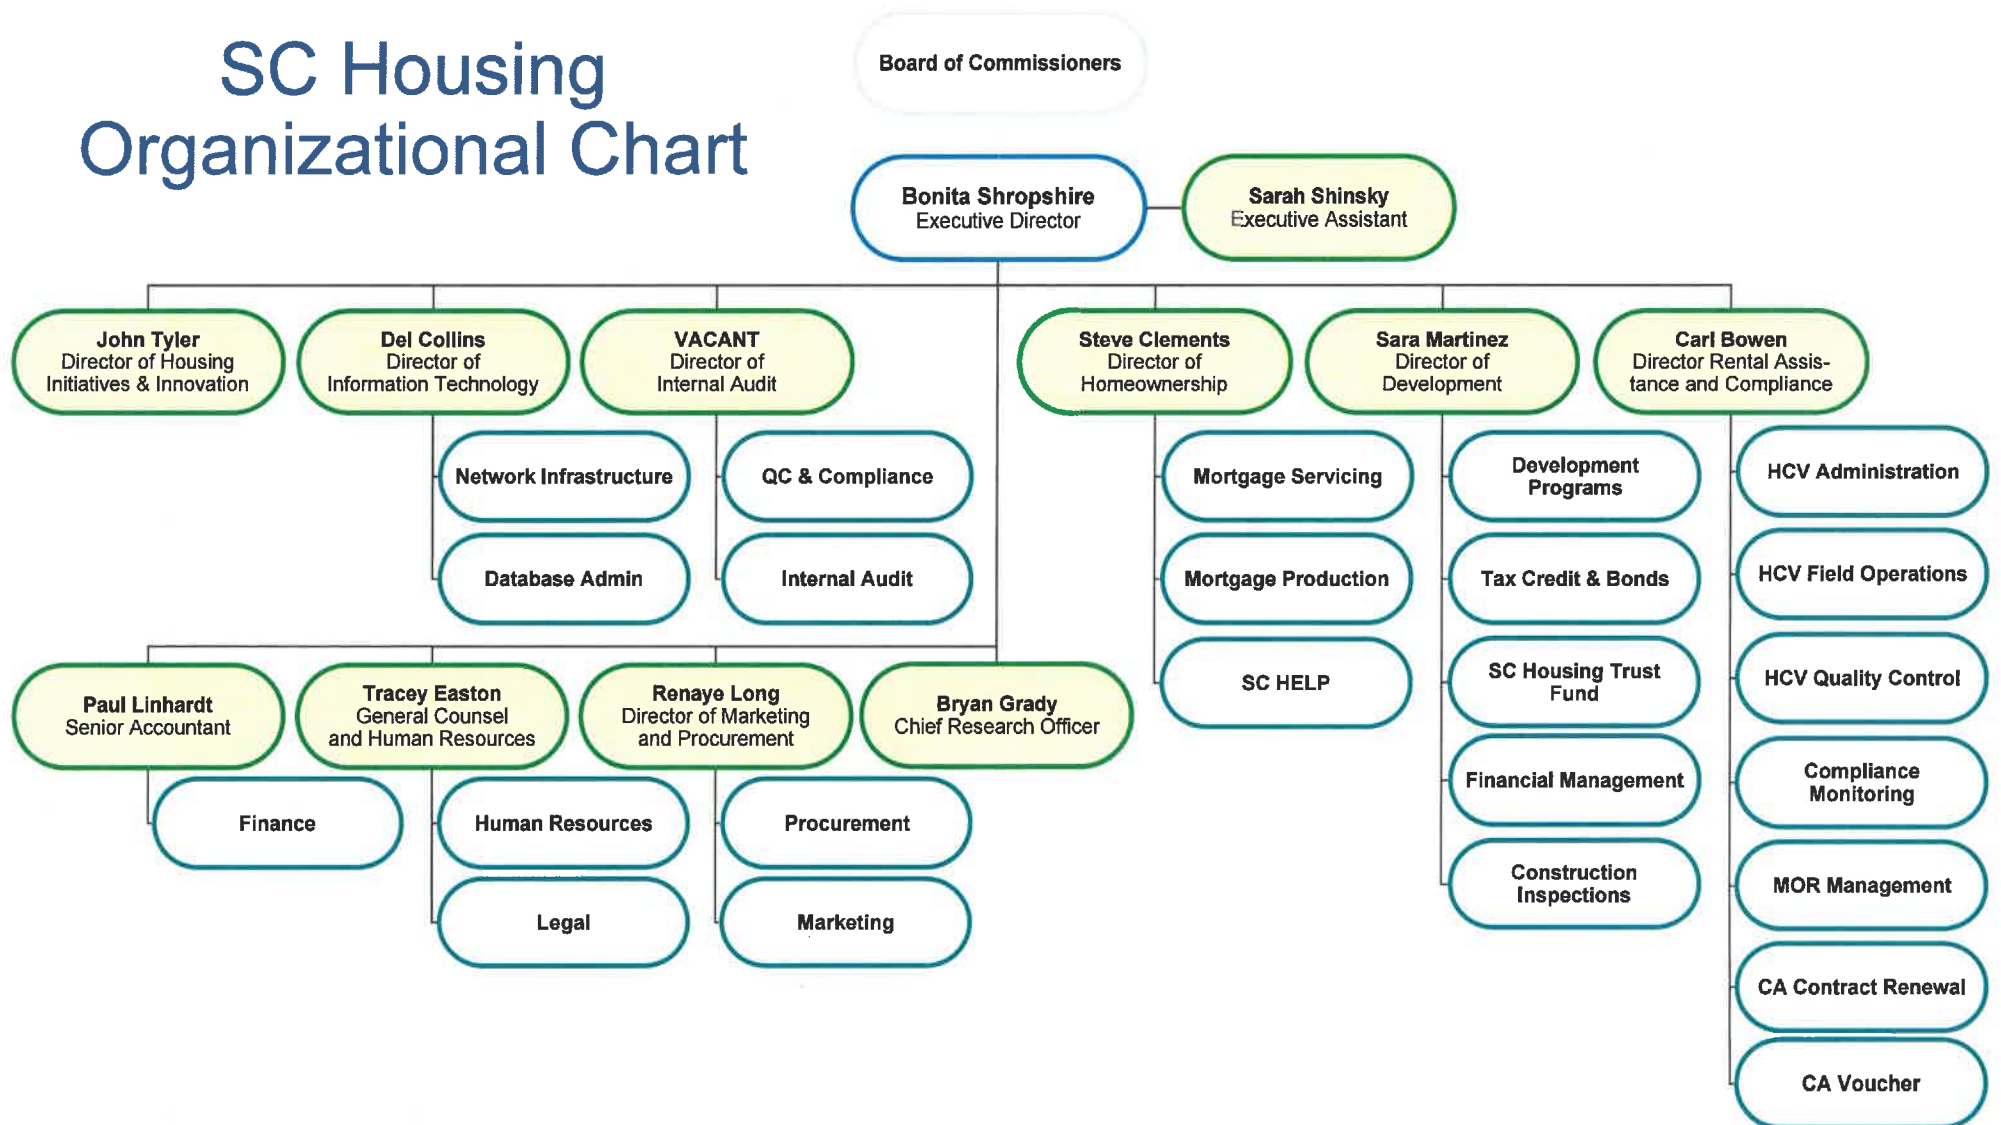 SC Housing
Organizational Chart
Board of Commissioners
Bonita Shropshire
Executive Director
Sarah Shinsky
Executive Assistant
John Tyler
Director of Housing
Initiatives & Innovation
Del Collins
Director of
Information Technology
VACANT
Director of
Internal Audit
Steve Clements
Director of
Homeownership
Sara Martinez
Director of
Development
Carl Bowen
Director Rental Assis-
tance and Compliance
Network Infrastructure
Database Admin
QC & Compliance
Internal Audit
Mortgage Servicing
Mortgage Production
SC HELP
Development
Programs
Tax Credit & Bonds
SC Housing Trust
Fund
Financial Management
Construction
Inspections
HCV Administration
HCV Field Operations
HCV Quality Control
Compliance
Monitoring
MOR Management
CA Contract Renewal
CA Voucher
Paul Linhardt
Senior Accountant
Tracey Easton
General Counsel
and Human Resources
Renaye Long
Director of Marketing
and Procurement
Bryan Grady
Chief Research Officer
Finance
Human Resources
Legal
Procurement
Marketing